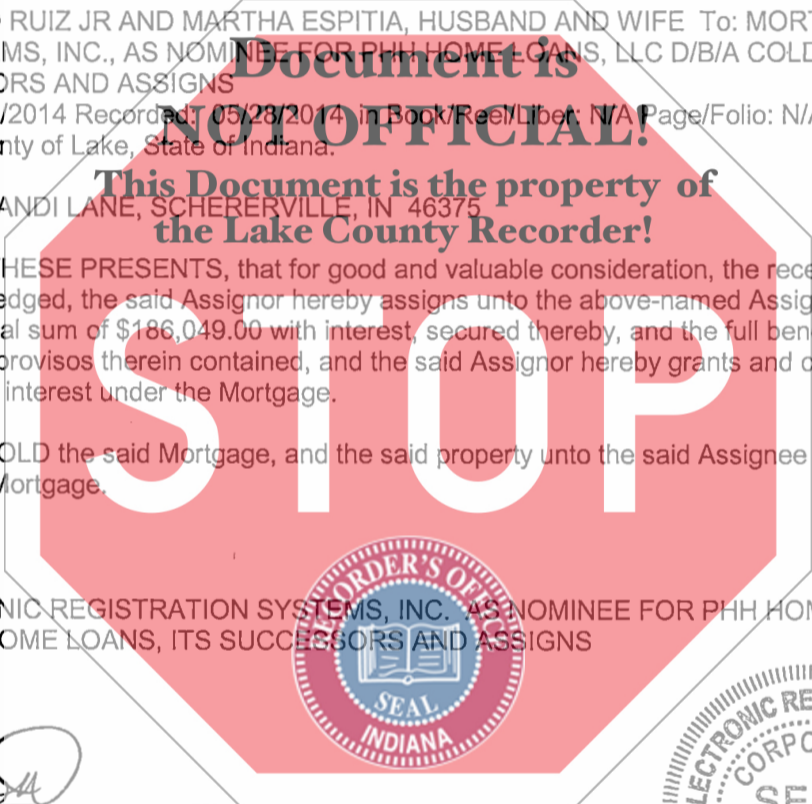 RUIZ JR AND MARTHA ESPITIA, HUSBAND AND WIFE To: MOR
MS, INC., AS NOMINEE FOR PHH HOME LOANS, LLC D/B/A COL
Document is
ORS AND ASSIGNS
/2014 Recorded: 05/28/2014 in Book/Reel/Liber: N/A Page/Folio: N/
NOT OFFICIAL!
nty of Lake, State of Indiana.
This Document is the property of
ANDI LANE, SCHERERVILLE, IN 46375
the Lake County Recorder!
HESE PRESENTS, that for good and valuable consideration, the rece
edged, the said Assignor hereby assigns unto the above-named Assig
al sum of $186,049.00 with interest, secured thereby, and the full ben
provisos therein contained, and the said Assignor hereby grants and
interest under the Mortgage.
STOP
OLD the said Mortgage, and the said property unto the said Assignee
Mortgage.
RECORDER'S OFFICE
NIC REGISTRATION SYSTEMS, INC. AS NOMINEE FOR PHH HO
OME LOANS, ITS SUCCESSORS AND ASSIGNS
SEAL
INDIANA
ECTRONIC RE
CORPO
SE